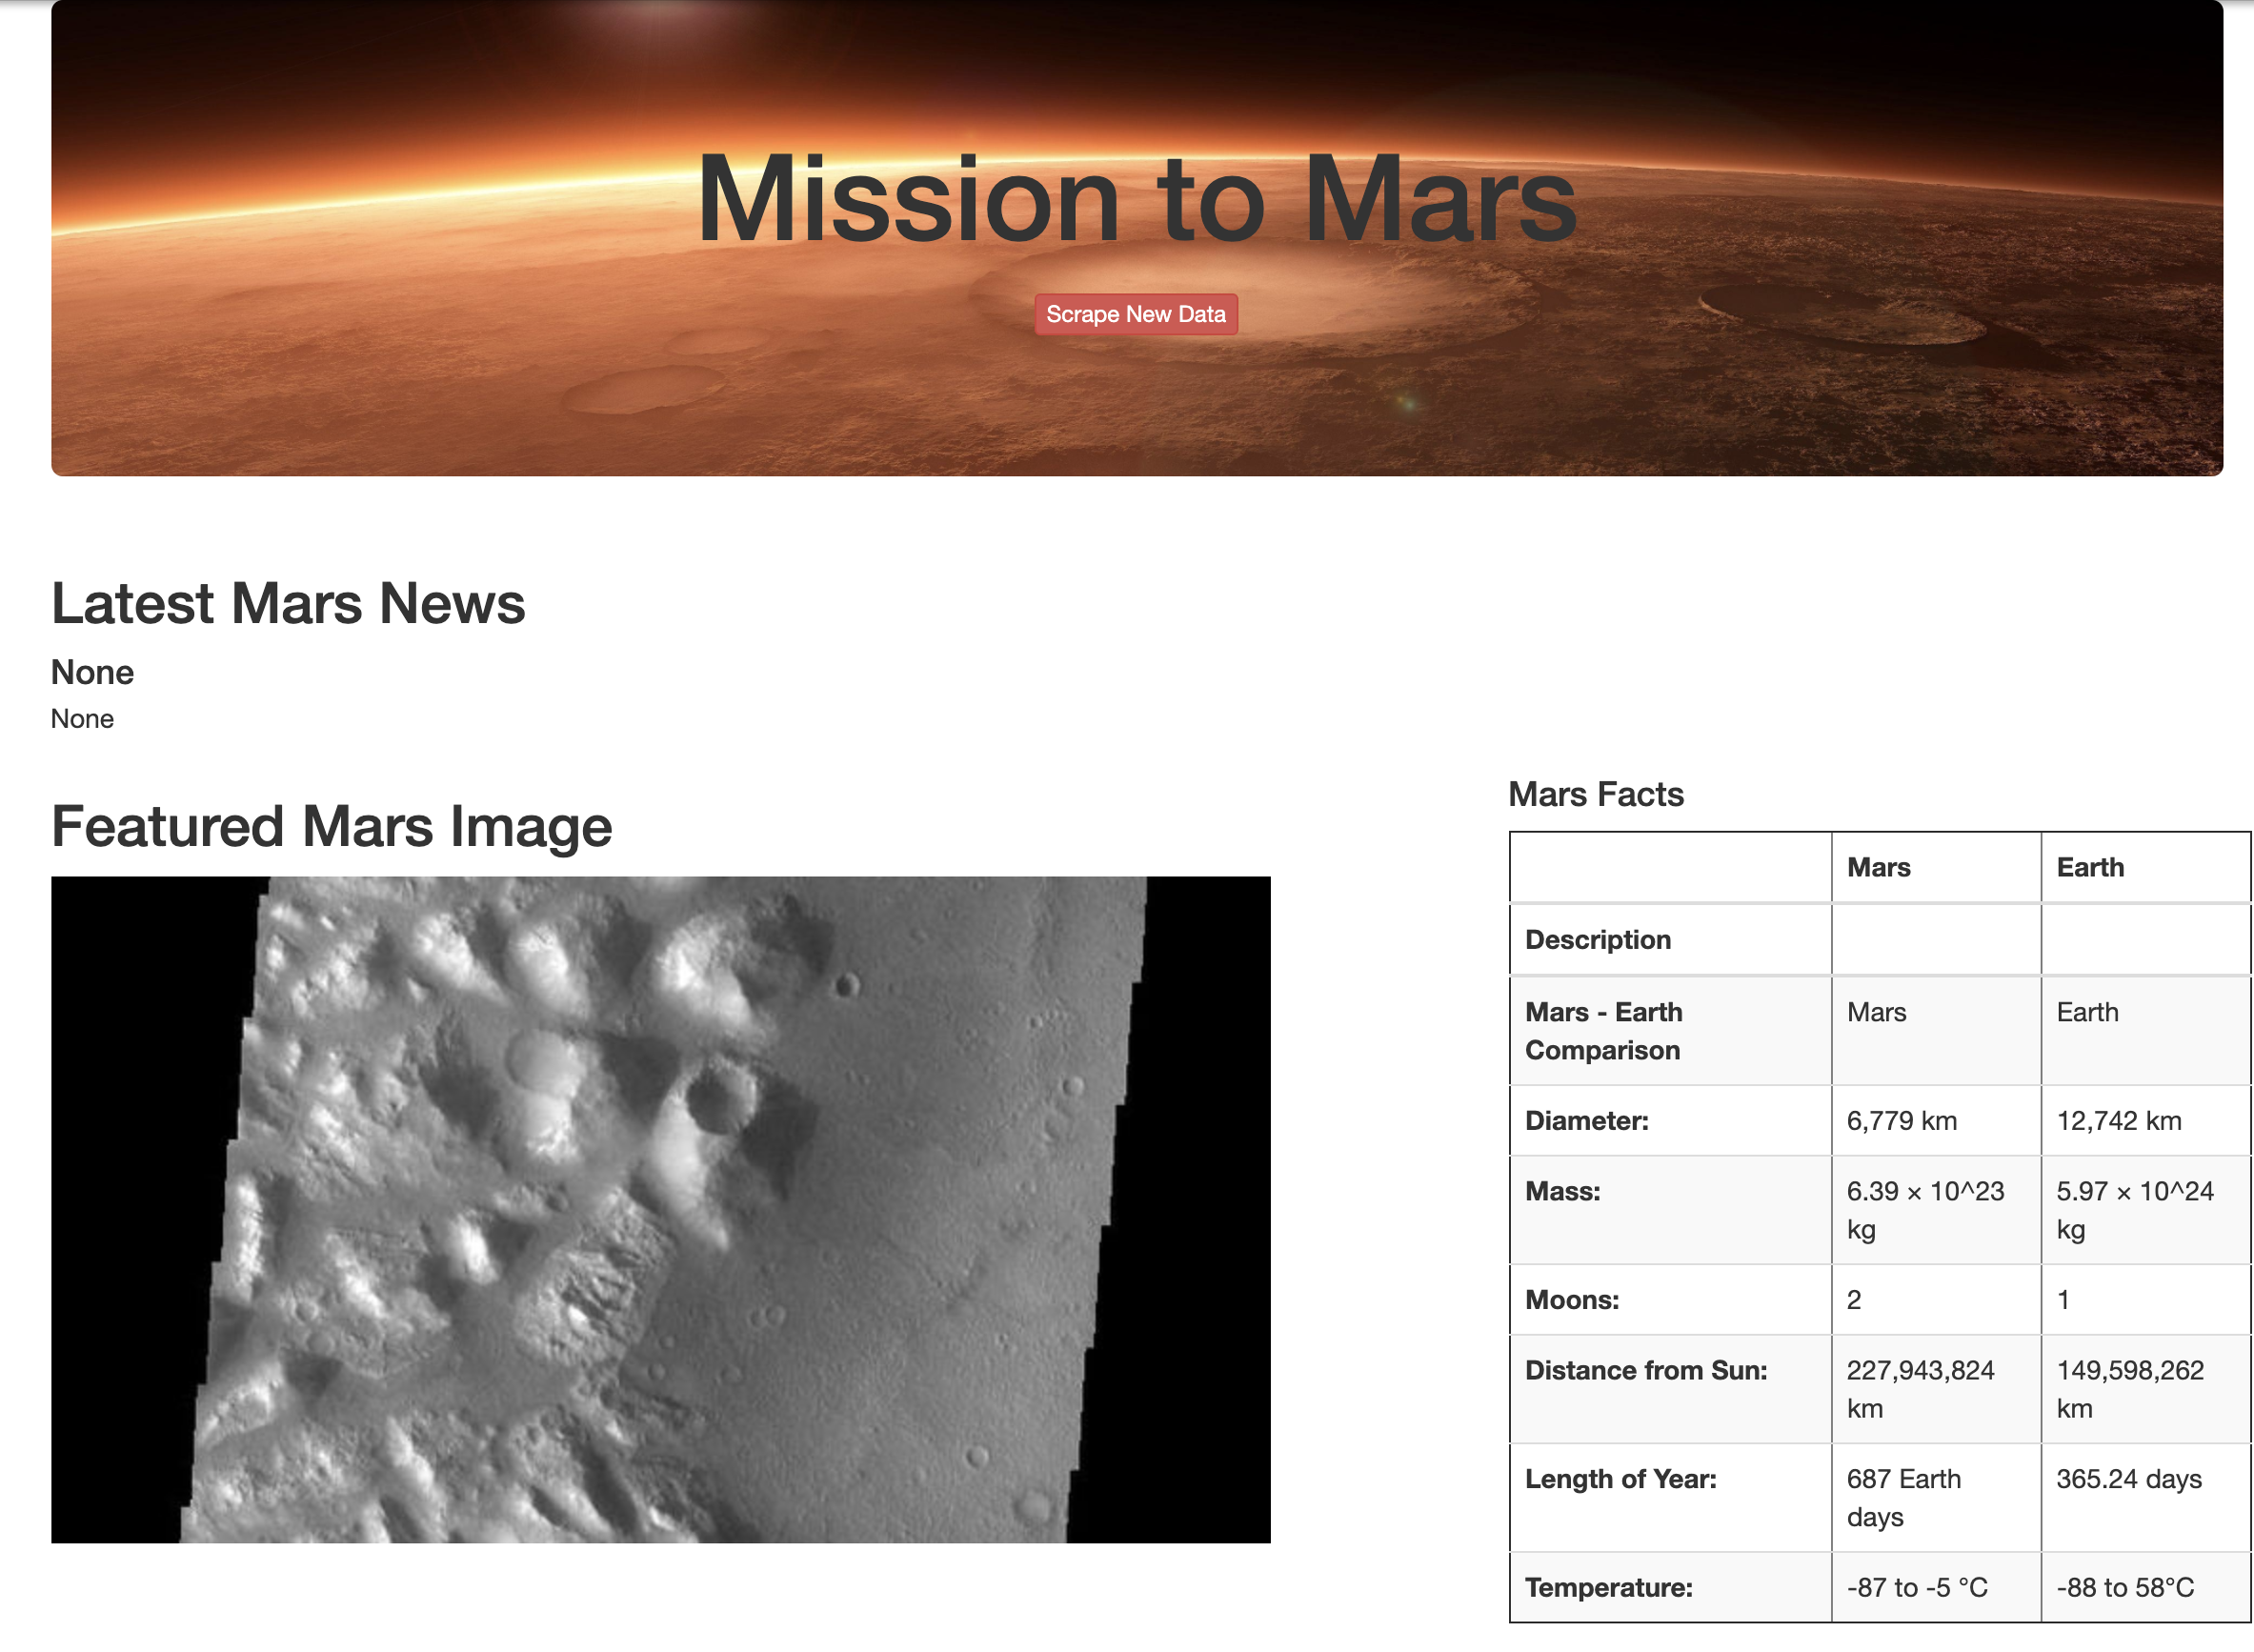 Mission to Mars
Scrape New Data
Latest Mars News
None
None
Featured Mars Image
Mars Facts
Mars Earth
Description
Mars - Earth Mars Earth
Comparison
Diameter: 6,779 km 12,742 km
Mass: 6.39 × 10^23 5.97 × 10^24
kg kg
Moons: 2 1
Distance from Sun: 227,943,824 149,598,262
km km
Length of Year: 687 Earth 365.24 days
days
Temperature: -87 to -5 °C -88 to 58°C